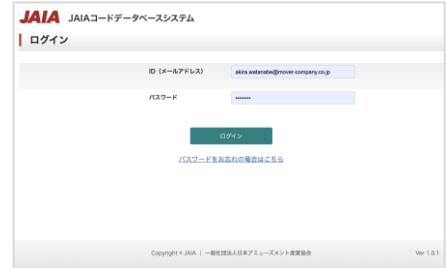 JAIA JAIAコードデータベースシステム
ログイン
ID（メールアドレス） akira.watanabe@mover-company.co.jp
パスワード ••••••••
ログイン
パスワードをお忘れの場合はこちら
Copyright © JAIA ｜ 一般社団法人日本アミューズメント産業協会 Ver 1.0.1